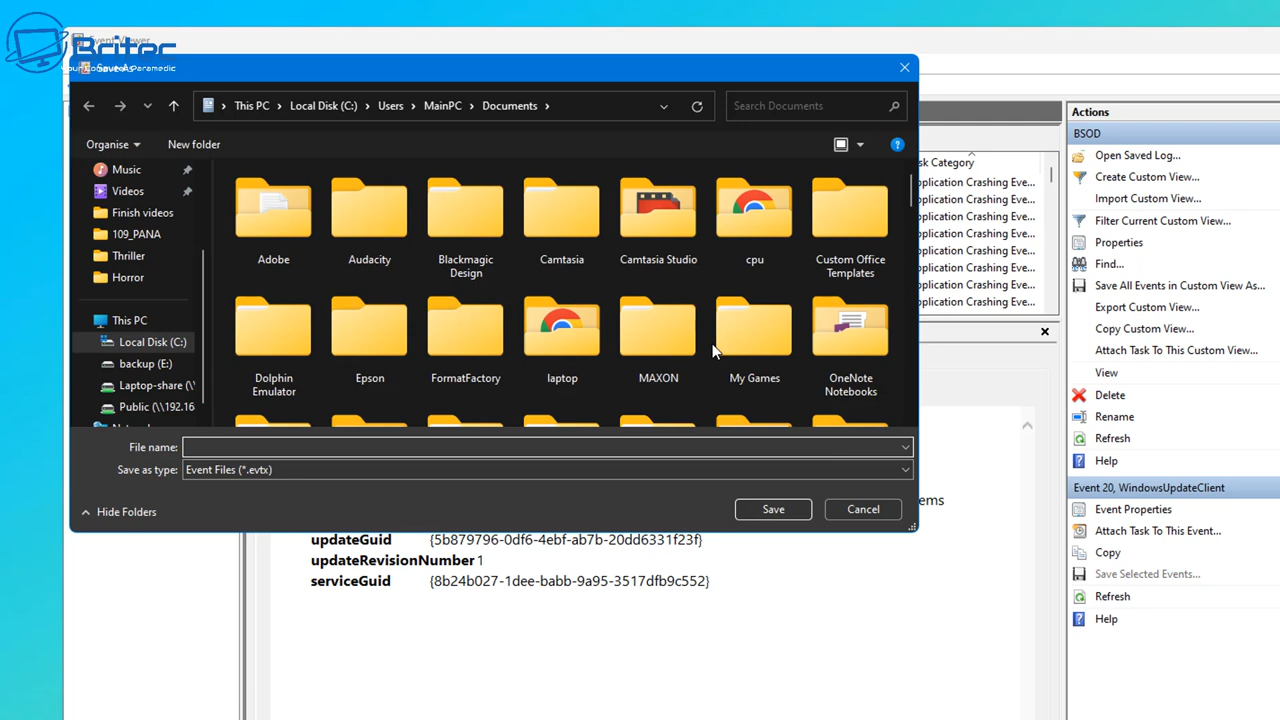 Britec
Save As
This PC > Local Disk (C:) > Users > MainPC > Documents >
Search Documents
Organise
New folder
Music
Videos
Finish videos
109_PANA
Thriller
Horror
This PC
Local Disk (C:)
backup (E:)
Laptop-share (\\
Public (\\192.16
Adobe
Audacity
Blackmagic
Design
Camtasia
Camtasia Studio
cpu
Custom Office
Templates
Dolphin
Emulator
Epson
FormatFactory
laptop
MAXON
My Games
OneNote
Notebooks
File name:
Save as type: Event Files (*.evtx)
Hide Folders
Save
Cancel
sk Category
pplication Crashing Eve...
pplication Crashing Eve...
pplication Crashing Eve...
pplication Crashing Eve...
pplication Crashing Eve...
pplication Crashing Eve...
pplication Crashing Eve...
pplication Crashing Eve...
ems
updateGuid {5b879796-0df6-4ebf-ab7b-20dd6331f23f}
updateRevisionNumber 1
serviceGuid {8b24b027-1dee-babb-9a95-3517dfb9c552}
Actions
BSOD
Open Saved Log...
Create Custom View...
Import Custom View...
Filter Current Custom View...
Properties
Find...
Save All Events in Custom View As...
Export Custom View...
Copy Custom View...
Attach Task To This Custom View...
View
Delete
Rename
Refresh
Help
Event 20, WindowsUpdateClient
Event Properties
Attach Task To This Event...
Copy
Save Selected Events...
Refresh
Help